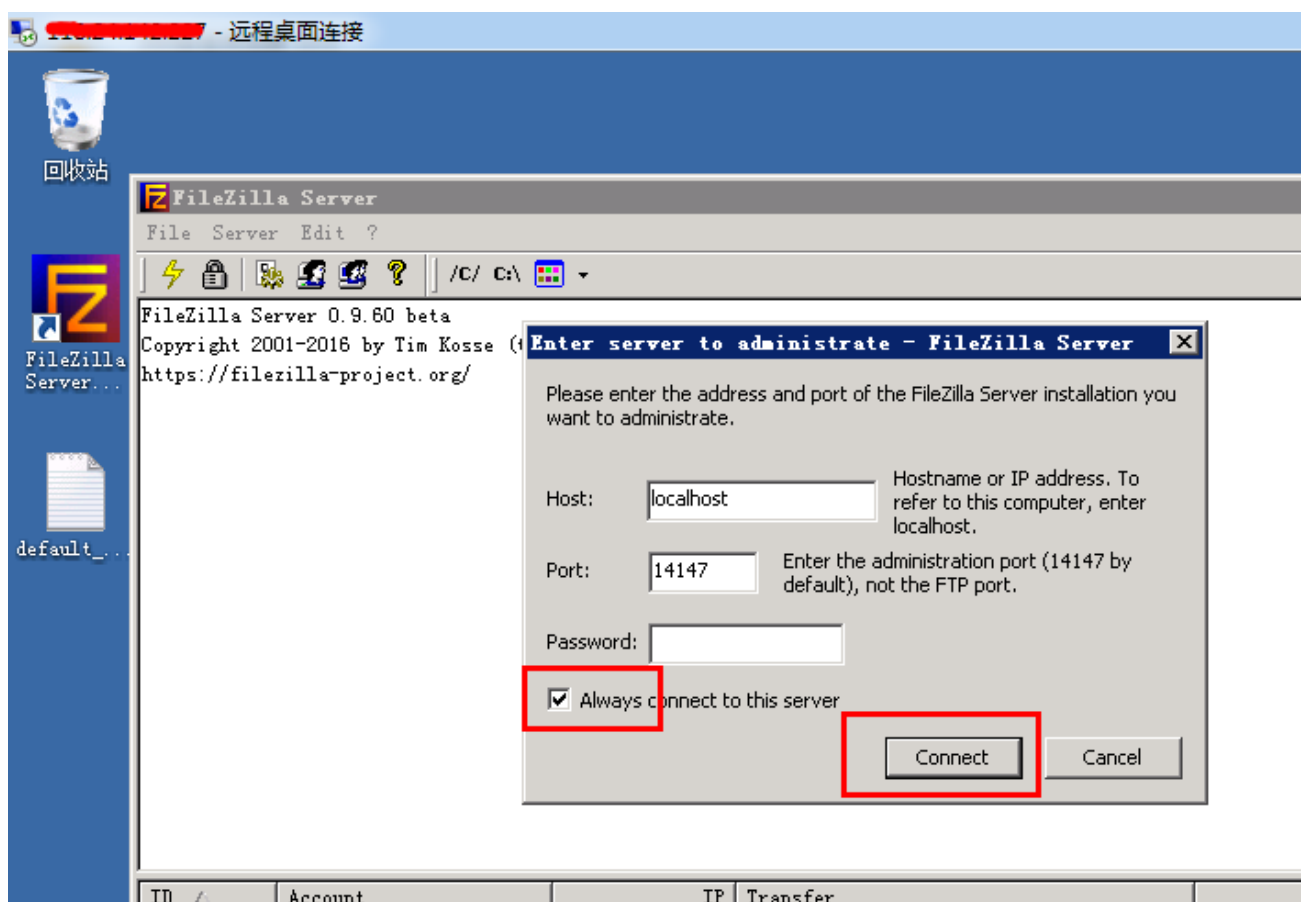 - 远程桌面连接
回收站
FileZilla Server
File Server Edit ?
/C/ C:\
FileZilla Server 0.9.60 beta
Copyright 2001-2016 by Tim Kosse (
https://filezilla-project.org/
FileZilla
Server...
default_...
Enter server to administrate - FileZilla Server
Please enter the address and port of the FileZilla Server installation you
want to administrate.
Host:
localhost
Hostname or IP address. To
refer to this computer, enter
localhost.
Port:
14147
Enter the administration port (14147 by
default), not the FTP port.
Password:
Always connect to this server
Connect
Cancel
ID / Account IP Transfer